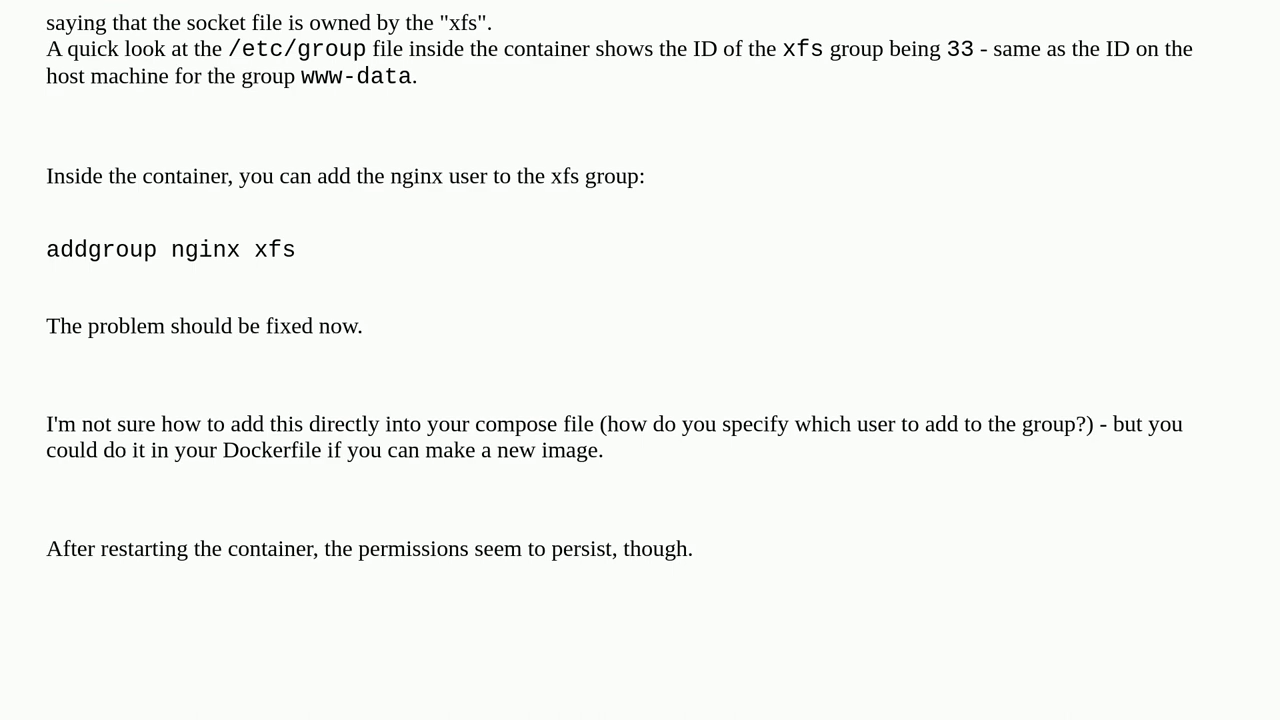 saying that the socket file is owned by the "xfs".
A quick look at the /etc/group file inside the container shows the ID of the xfs group being 33 - same as the ID on the
host machine for the group www-data.
Inside the container, you can add the nginx user to the xfs group:
addgroup nginx xfs
The problem should be fixed now.
I'm not sure how to add this directly into your compose file (how do you specify which user to add to the group?) - but you
could do it in your Dockerfile if you can make a new image.
After restarting the container, the permissions seem to persist, though.